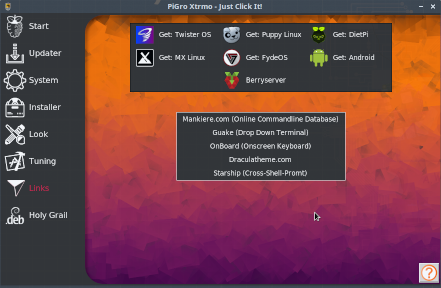 PiGro Xtrmo - Just Click It!
Start
Updater
System
Installer
Look
Tuning
Links
.deb
Holy Grail
Get: Twister OS
Get: Puppy Linux
Get: DietPi
Get: MX Linux
Get: FydeOS
Get: Android
Berryserver
Mankiere.com (Online Commandline Database)
Guake (Drop Down Terminal)
OnBoard (Onscreen Keyboard)
Draculatheme.com
Starship (Cross-Shell-Promt)